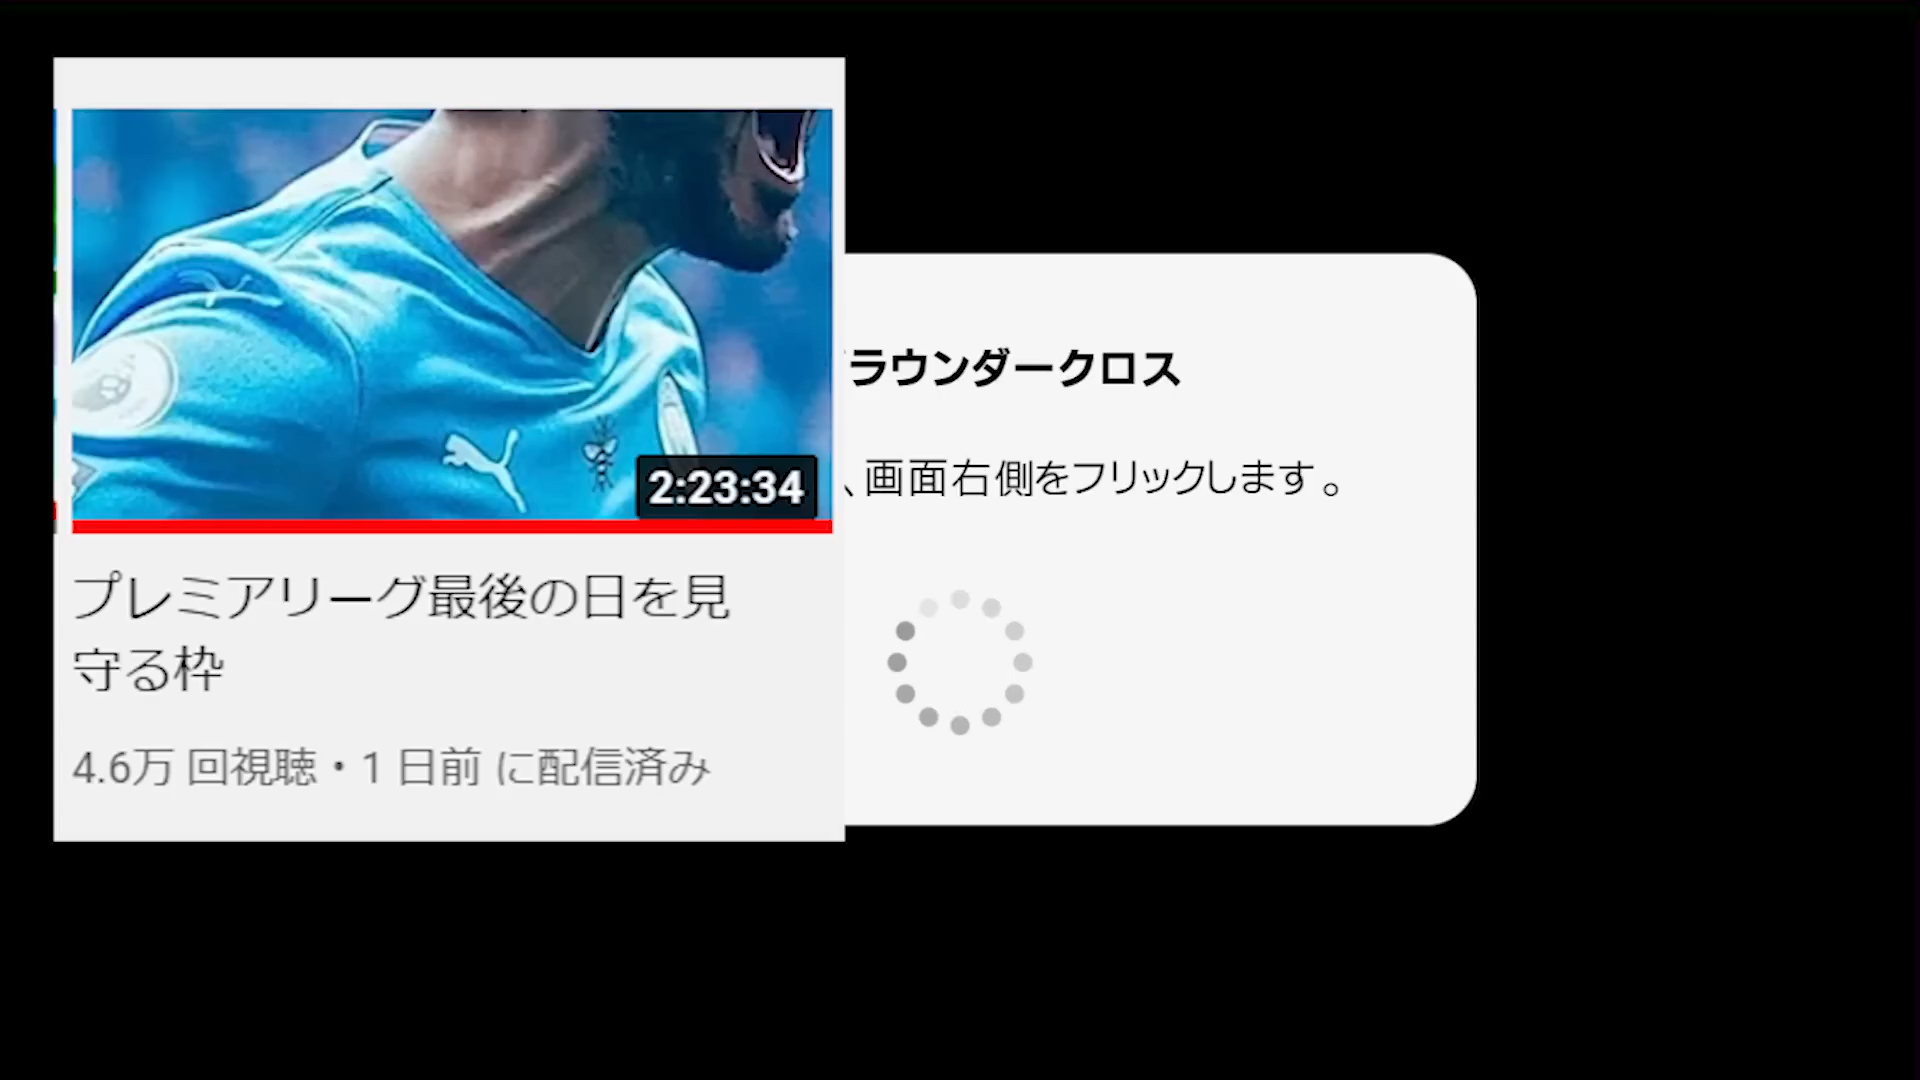 2:23:34
プレミアリーグ最後の日を見
守る枠
4.6万 回視聴・1 日前 に配信済み
ラウンダークロス
、画面右側をフリックします。